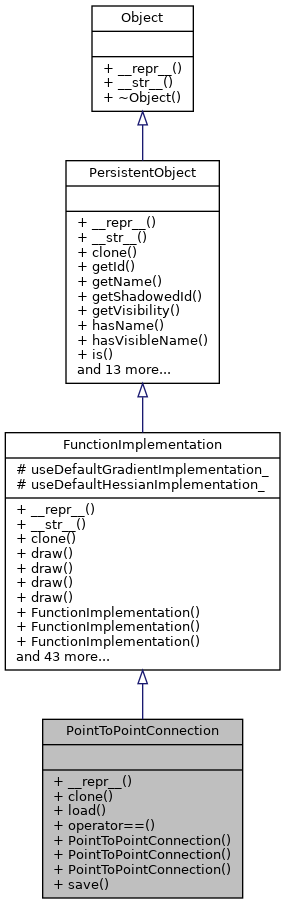 Object
+ __repr__()
+ __str__()
+ ~Object()
PersistentObject
+ __repr__()
+ __str__()
+ clone()
+ getId()
+ getName()
+ getShadowedId()
+ getVisibility()
+ hasName()
+ hasVisibleName()
+ is()
and 13 more...
FunctionImplementation
# useDefaultGradientImplementation_
# useDefaultHessianImplementation_
+ __repr__()
+ __str__()
+ clone()
+ draw()
+ draw()
+ draw()
+ draw()
+ FunctionImplementation()
+ FunctionImplementation()
+ FunctionImplementation()
and 43 more...
PointToPointConnection
+ __repr__()
+ clone()
+ load()
+ operator==()
+ PointToPointConnection()
+ PointToPointConnection()
+ PointToPointConnection()
+ save()